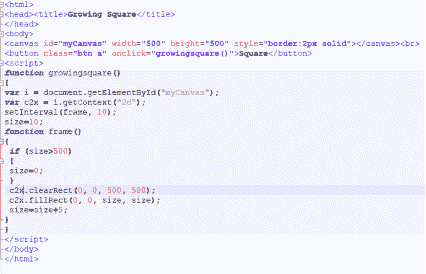 <html>
<head><title>Growing Square</title>
</head>
<body>
<canvas id="myCanvas" width="500" height="500" style="border:2px solid"></canvas><br>
<button class="btn a" onclick="growingsquare()">Square</button>
<script>
function growingsquare()
{
var i = document.getElementById("myCanvas");
var c2x = i.getContext("2d");
setInterval(frame, 10);
size=10;
function frame()
{
if (size>500)
{
size=0;
}
c2x.clearRect(0, 0, 500, 500);
c2x.fillRect(0, 0, size, size);
size=size+5;
}
}
</script>
</body>
</html>